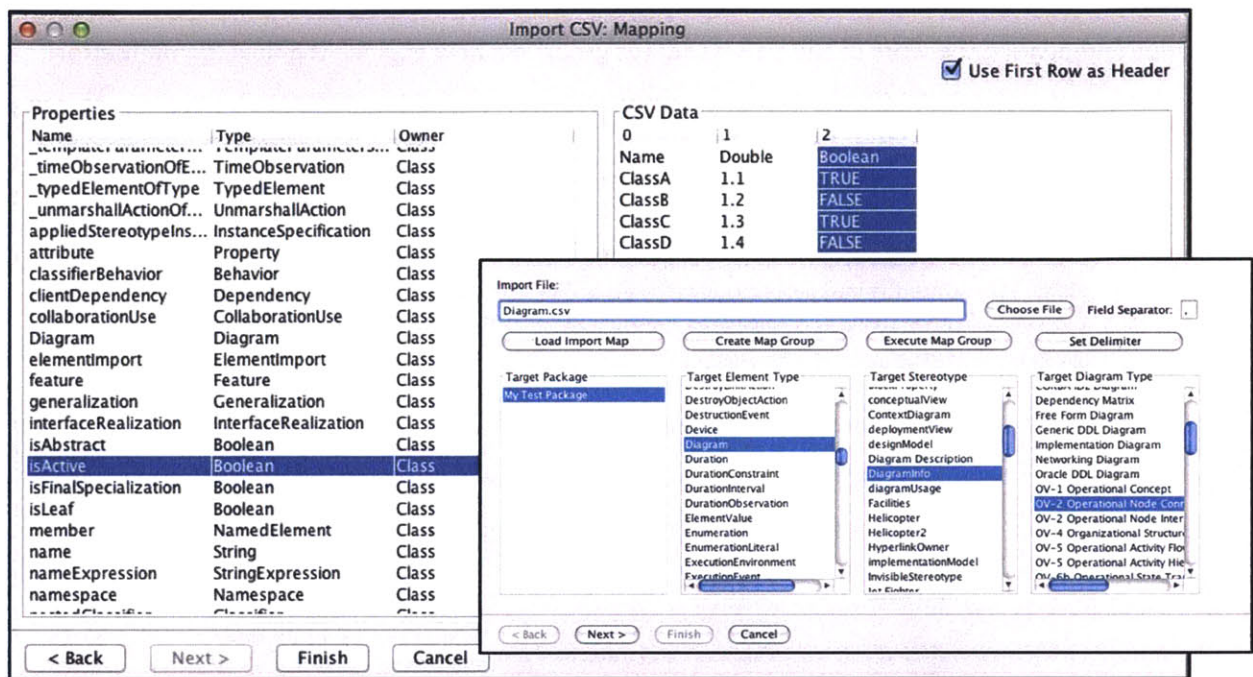 Import CSV: Mapping
Use First Row as Header
Properties
Name Type Owner
_timeObservationOfE... TimeObservation Class
_typedElementOfType TypedElement Class
_unmarshallActionOf... UnmarshallAction Class
appliedStereotypeIns... InstanceSpecification Class
attribute Property Class
classifierBehavior Behavior Class
clientDependency Dependency Class
collaborationUse CollaborationUse Class
Diagram Diagram Class
elementImport ElementImport Class
feature Feature Class
generalization Generalization Class
interfaceRealization InterfaceRealization Class
isAbstract Boolean Class
isActive Boolean Class
isFinalSpecialization Boolean Class
isLeaf Boolean Class
member NamedElement Class
name String Class
nameExpression StringExpression Class
namespace Namespace Class
< Back Next > Finish Cancel
CSV Data
0 1 2
Name Double Boolean
ClassA 1.1 TRUE
ClassB 1.2 FALSE
ClassC 1.3 TRUE
ClassD 1.4 FALSE
Import File:
Diagram.csv Choose File Field Separator: ,
Load Import Map Create Map Group Execute Map Group Set Delimiter
Target Package
My Test Package
Target Element Type
DestroyObjectAction
DestructionEvent
Device
Diagram
Duration
DurationConstraint
DurationInterval
DurationObservation
ElementValue
Enumeration
EnumerationLiteral
ExecutionEnvironment
ExecutionEvent
Target Stereotype
conceptualView
ContextDiagram
deploymentView
designModel
Diagram Description
DiagramInfo
diagramUsage
Facilities
Helicopter
Helicopter2
HyperlinkOwner
implementationModel
InvisibleStereotype
Jet Fighter
Target Diagram Type
Dependency Matrix
Free Form Diagram
Generic DDL Diagram
Implementation Diagram
Networking Diagram
Oracle DDL Diagram
OV-1 Operational Concept
OV-2 Operational Node Conn
OV-2 Operational Node Inter
OV-4 Organizational Structure
OV-5 Operational Activity Flo
OV-5 Operational Activity Hie
OV-6b Operational State Tra
< Back Next > Finish Cancel